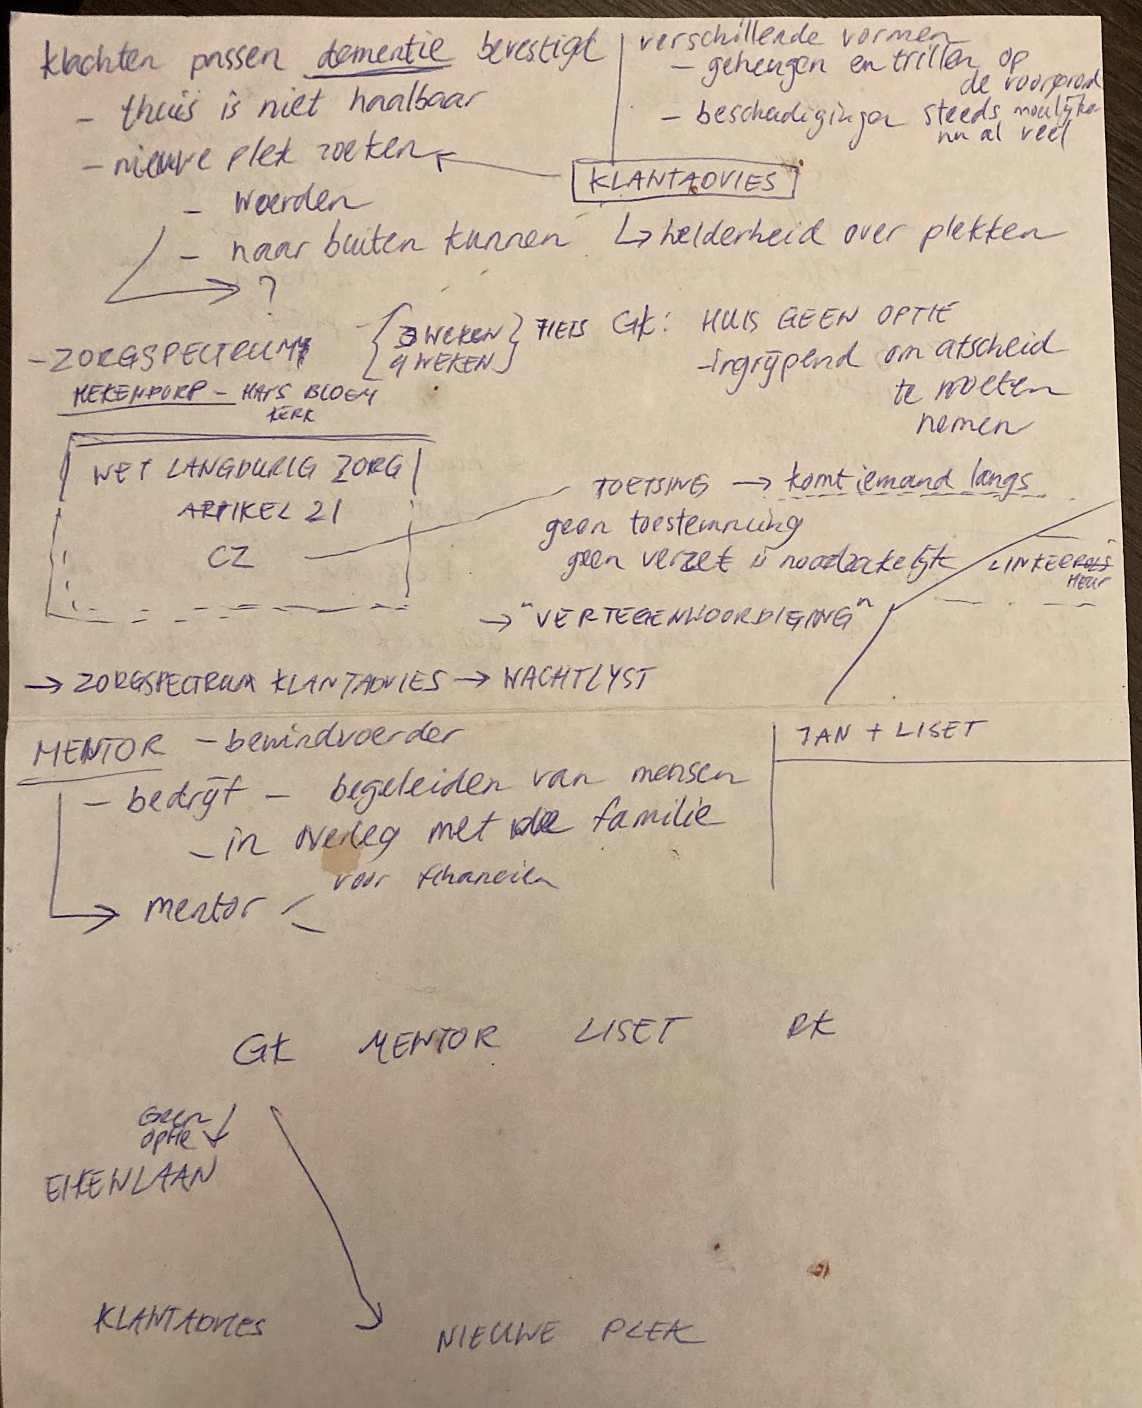 klachten passen dementie bevestigt
- thuis is niet haalbaar
- nieuwe plek zoeken
- woerden
- naar buiten kunnen
?
verschillende vormen
- geheugen en trillen op
de voorgrond
- beschadigingen steeds moeilijker
nu al veel
KLANTADVIES
↳ helderheid over plekken
- ZORGSPECTRUM
{ 3 WEKEN
9 WEKEN } FIETS
HEKENDORP - HANS BLOEM
KERK
GK: HUIS GEEN OPTIE
- ingrijpend om afscheid
te moeten
nemen
WET LANGDURIG ZORG
ARTIKEL 21
CZ
TOETSING → komt iemand langs
geen toestemming
geen verzet is noodzakelijk
→ "VERTEGENWOORDIGING"
→ ZORGSPECTRUM KLANTADVIES → WACHTLYST
MENTOR - bewindvoerder
- bedrijf - begeleiden van mensen
- in overleg met de familie
voor financien
→ mentor
JAN + LISET
GK MENTOR LISET RK
Geen
optie
EIKENLAAN
KLANTADVIES
NIEUWE PLEK